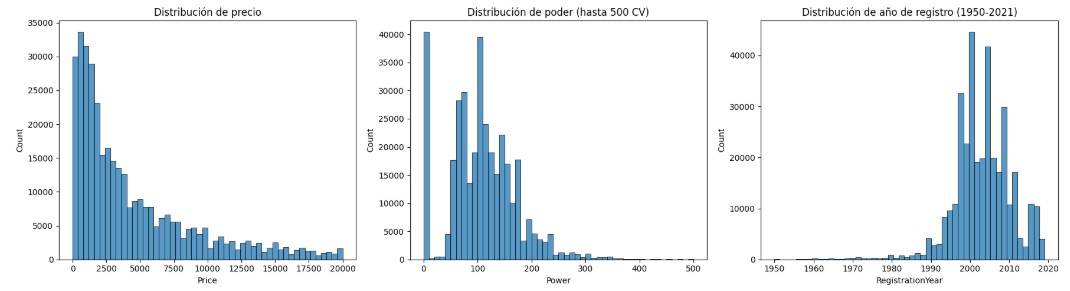 Distribución de precio
35000
30000
25000
20000
15000
10000
5000
0
Count
0 2500 5000 7500 10000 12500 15000 17500 20000
Price
Distribución de poder (hasta 500 CV)
40000
35000
30000
25000
20000
15000
10000
5000
0
Count
0 100 200 300 400 500
Power
Distribución de año de registro (1950-2021)
40000
30000
20000
10000
0
Count
1950 1960 1970 1980 1990 2000 2010 2020
RegistrationYear